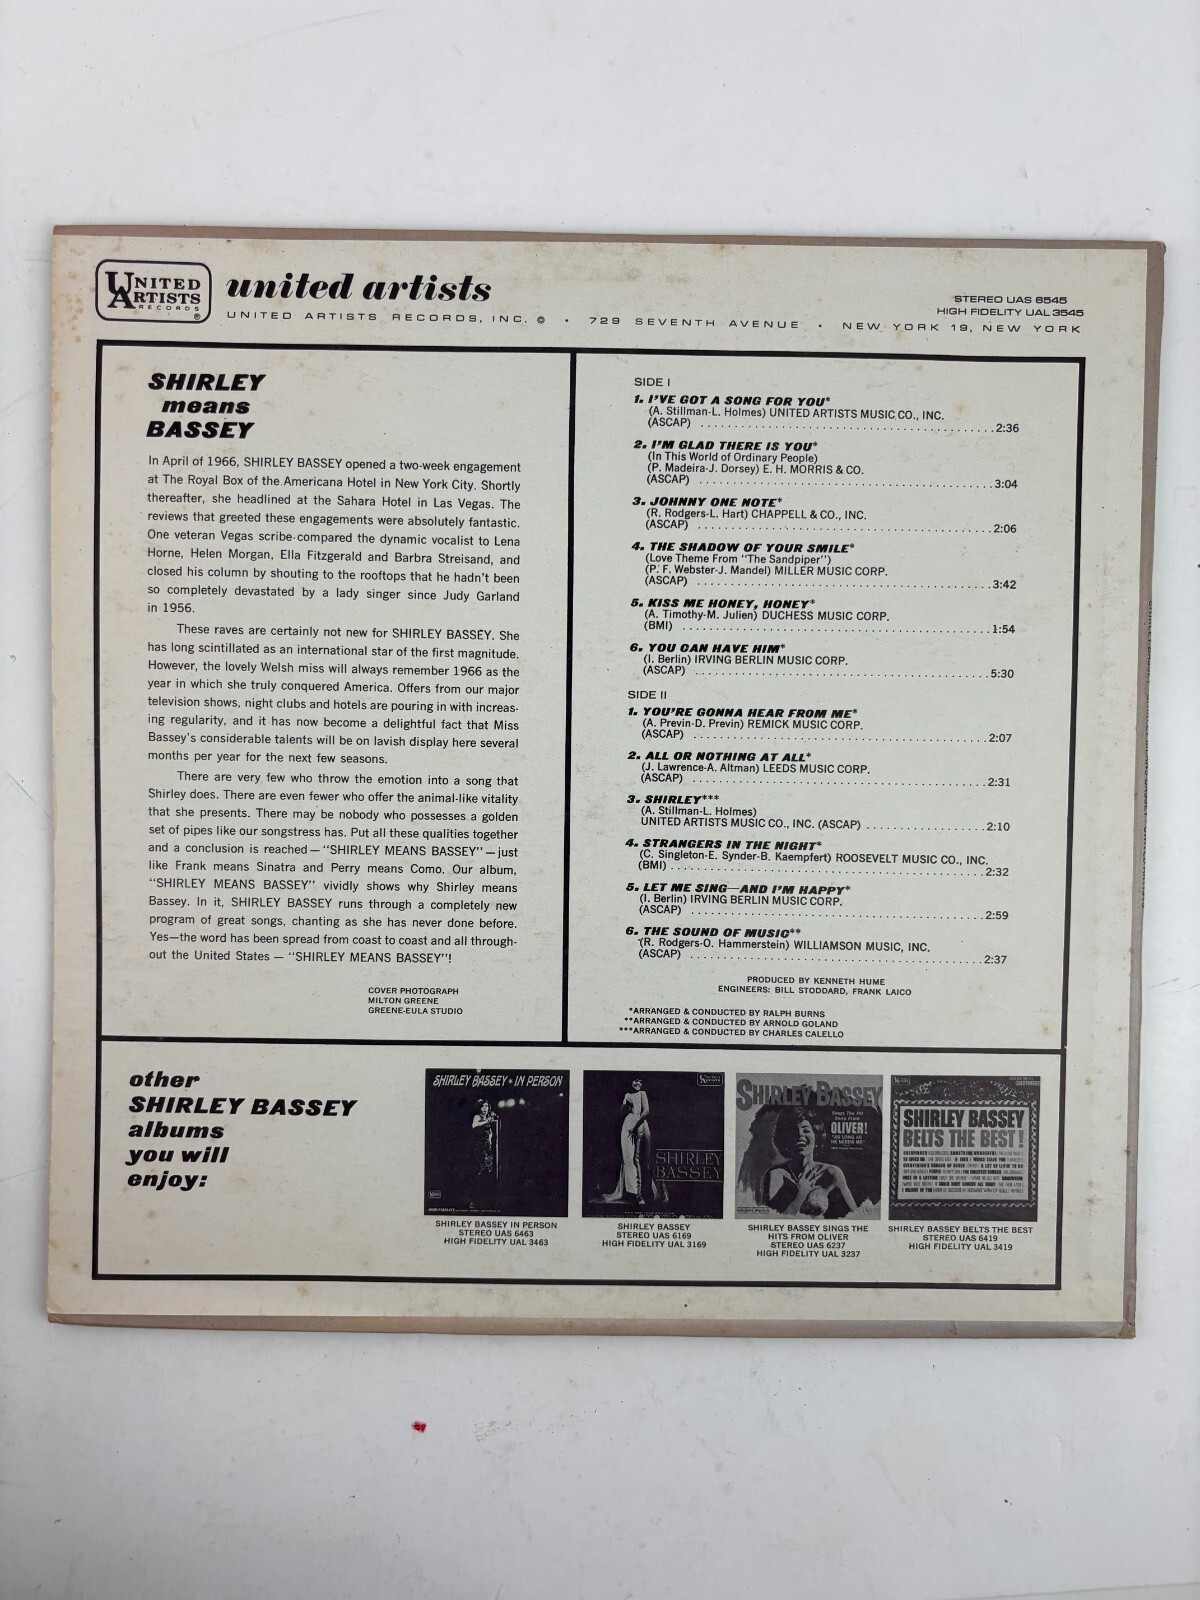 UNITED
ARTISTS
RECORDS
®
united artists
UNITED ARTISTS RECORDS, INC. © • 729 SEVENTH AVENUE • NEW YORK 19, NEW YORK
STEREO UAS 6545
HIGH FIDELITY UAL 3545
SHIRLEY
means
BASSEY
In April of 1966, SHIRLEY BASSEY opened a two-week engagement
at The Royal Box of the Americana Hotel in New York City. Shortly
thereafter, she headlined at the Sahara Hotel in Las Vegas. The
reviews that greeted these engagements were absolutely fantastic.
One veteran Vegas scribe compared the dynamic vocalist to Lena
Horne, Helen Morgan, Ella Fitzgerald and Barbra Streisand, and
closed his column by shouting to the rooftops that he hadn't been
so completely devastated by a lady singer since Judy Garland
in 1956.
These raves are certainly not new for SHIRLEY BASSEY. She
has long scintillated as an international star of the first magnitude.
However, the lovely Welsh miss will always remember 1966 as the
year in which she truly conquered America. Offers from our major
television shows, night clubs and hotels are pouring in with increas-
ing regularity, and it has now become a delightful fact that Miss
Bassey's considerable talents will be on lavish display here several
months per year for the next few seasons.
There are very few who throw the emotion into a song that
Shirley does. There are even fewer who offer the animal-like vitality
that she presents. There may be nobody who possesses a golden
set of pipes like our songstress has. Put all these qualities together
and a conclusion is reached — "SHIRLEY MEANS BASSEY" — just
like Frank means Sinatra and Perry means Como. Our album,
"SHIRLEY MEANS BASSEY" vividly shows why Shirley means
Bassey. In it, SHIRLEY BASSEY runs through a completely new
program of great songs, chanting as she has never done before.
Yes—the word has been spread from coast to coast and all through-
out the United States — "SHIRLEY MEANS BASSEY"!
COVER PHOTOGRAPH
MILTON GREENE
GREENE-EULA STUDIO
SIDE I
1. I'VE GOT A SONG FOR YOU*
(A. Stillman-L. Holmes) UNITED ARTISTS MUSIC CO., INC.
(ASCAP) ........................................ 2:36
2. I'M GLAD THERE IS YOU*
(In This World of Ordinary People)
(P. Madeira-J. Dorsey) E. H. MORRIS & CO.
(ASCAP) ........................................ 3:04
3. JOHNNY ONE NOTE*
(R. Rodgers-L. Hart) CHAPPELL & CO., INC.
(ASCAP) ........................................ 2:06
4. THE SHADOW OF YOUR SMILE*
(Love Theme From "The Sandpiper")
(P. F. Webster-J. Mandel) MILLER MUSIC CORP.
(ASCAP) ........................................ 3:42
5. KISS ME HONEY, HONEY*
(A. Timothy-M. Julien) DUCHESS MUSIC CORP.
(BMI) .......................................... 1:54
6. YOU CAN HAVE HIM*
(I. Berlin) IRVING BERLIN MUSIC CORP.
(ASCAP) ........................................ 5:30
SIDE II
1. YOU'RE GONNA HEAR FROM ME*
(A. Previn-D. Previn) REMICK MUSIC CORP.
(ASCAP) ........................................ 2:07
2. ALL OR NOTHING AT ALL*
(J. Lawrence-A. Altman) LEEDS MUSIC CORP.
(ASCAP) ........................................ 2:31
3. SHIRLEY***
(A. Stillman-L. Holmes)
UNITED ARTISTS MUSIC CO., INC. (ASCAP) ................ 2:10
4. STRANGERS IN THE NIGHT*
(C. Singleton-E. Synder-B. Kaempfert) ROOSEVELT MUSIC CO., INC.
(BMI) .......................................... 2:32
5. LET ME SING—AND I'M HAPPY*
(I. Berlin) IRVING BERLIN MUSIC CORP.
(ASCAP) ........................................ 2:59
6. THE SOUND OF MUSIC**
(R. Rodgers-O. Hammerstein) WILLIAMSON MUSIC, INC.
(ASCAP) ........................................ 2:37
PRODUCED BY KENNETH HUME
ENGINEERS: BILL STODDARD, FRANK LAICO
*ARRANGED & CONDUCTED BY RALPH BURNS
**ARRANGED & CONDUCTED BY ARNOLD GOLAND
***ARRANGED & CONDUCTED BY CHARLES CALELLO
other
SHIRLEY BASSEY
albums
you will
enjoy:
SHIRLEY BASSEY • IN PERSON
SHIRLEY BASSEY IN PERSON
STEREO UAS 6463
HIGH FIDELITY UAL 3463
SHIRLEY
BASSEY
SHIRLEY BASSEY
STEREO UAS 6169
HIGH FIDELITY UAL 3169
SHIRLEY BASSEY
Sings The Hit
Song From
OLIVER!
"AS LONG AS
HE NEEDS ME"
SHIRLEY BASSEY SINGS THE
HITS FROM OLIVER
STEREO UAS 6237
HIGH FIDELITY UAL 3237
GOLDFINGER
SHIRLEY BASSEY
BELTS THE BEST!
SHIRLEY BASSEY BELTS THE BEST
STEREO UAS 6419
HIGH FIDELITY UAL 3419